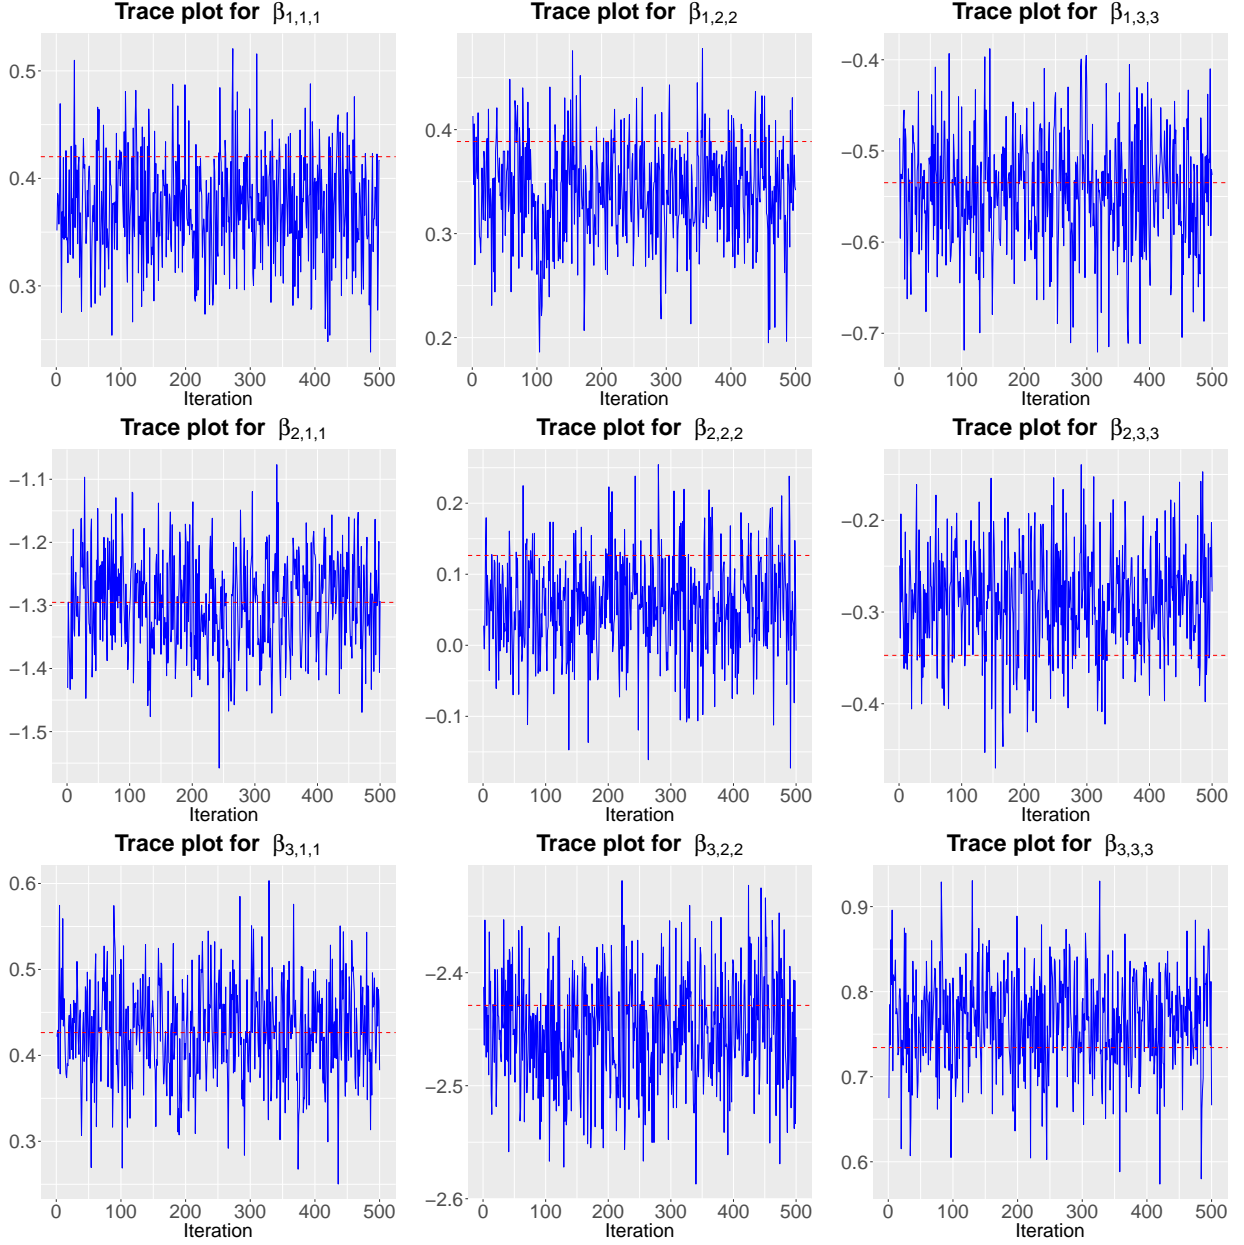 Trace plot for β1,1,1
Trace plot for β1,2,2
Trace plot for β1,3,3
0.5
0.4
0.3
0.4
0.3
0.2
−0.4
−0.5
−0.6
−0.7
0 100 200 300 400 500
0 100 200 300 400 500
0 100 200 300 400 500
Iteration
Iteration
Iteration
Trace plot for β2,1,1
Trace plot for β2,2,2
Trace plot for β2,3,3
−1.1
−1.2
−1.3
−1.4
−1.5
0.2
0.1
0.0
−0.1
−0.2
−0.3
−0.4
0 100 200 300 400 500
0 100 200 300 400 500
0 100 200 300 400 500
Iteration
Iteration
Iteration
Trace plot for β3,1,1
Trace plot for β3,2,2
Trace plot for β3,3,3
0.6
0.5
0.4
0.3
−2.4
−2.5
−2.6
0.9
0.8
0.7
0.6
0 100 200 300 400 500
0 100 200 300 400 500
0 100 200 300 400 500
Iteration
Iteration
Iteration